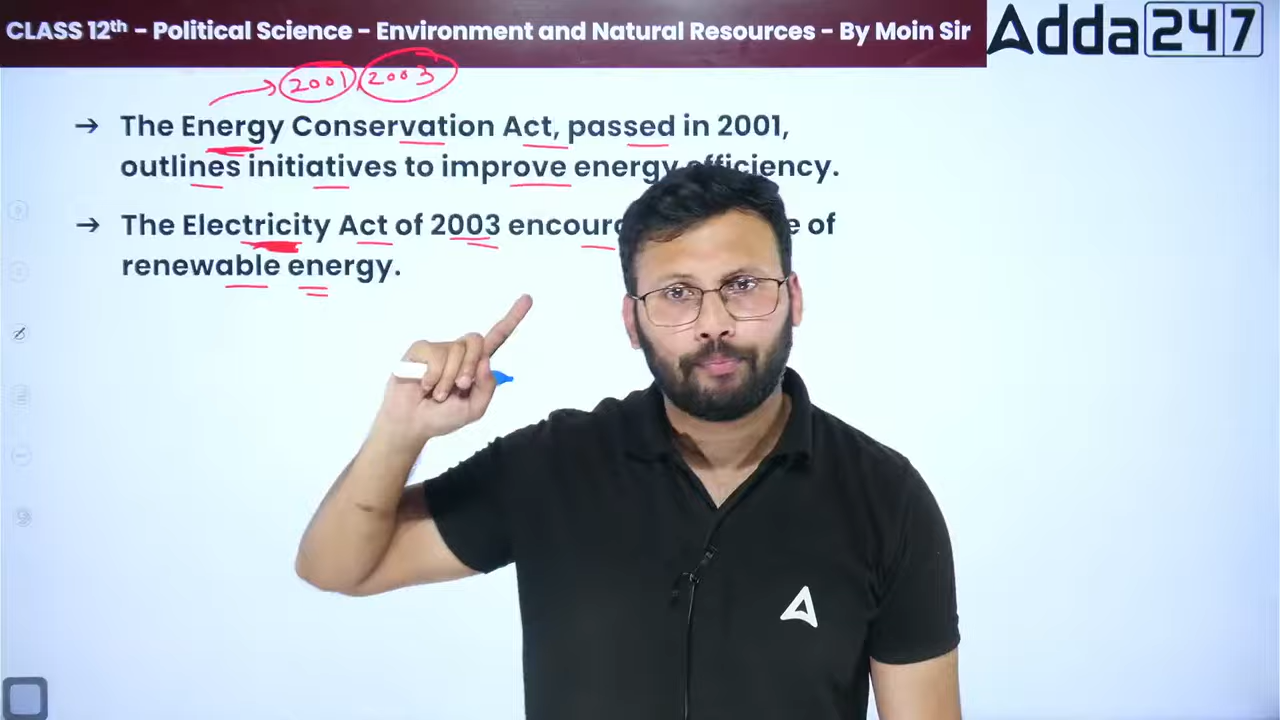 CLASS 12th - Political Science - Environment and Natural Resources - By Moin Sir
Adda247
2001, 2003
→ The Energy Conservation Act, passed in 2001,
outlines initiatives to improve energy efficiency.
→ The Electricity Act of 2003 of
renewable energy.